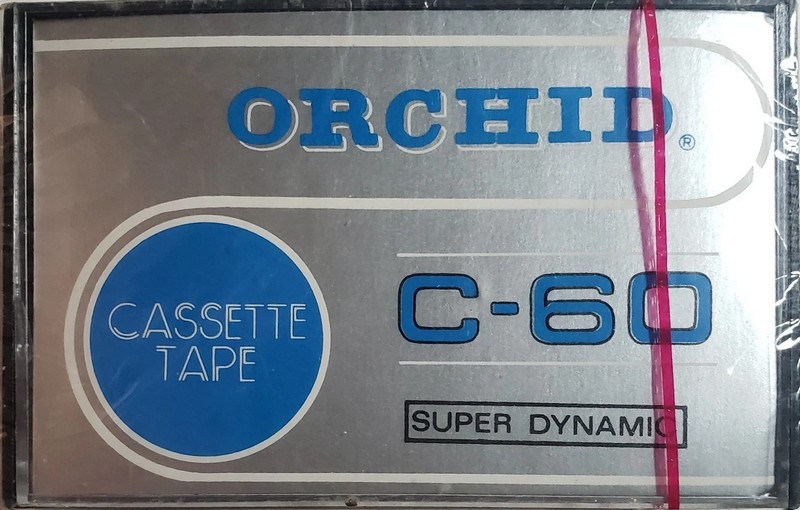 ORCHID®
C-60
CASSETTE
TAPE
SUPER DYNAMIC